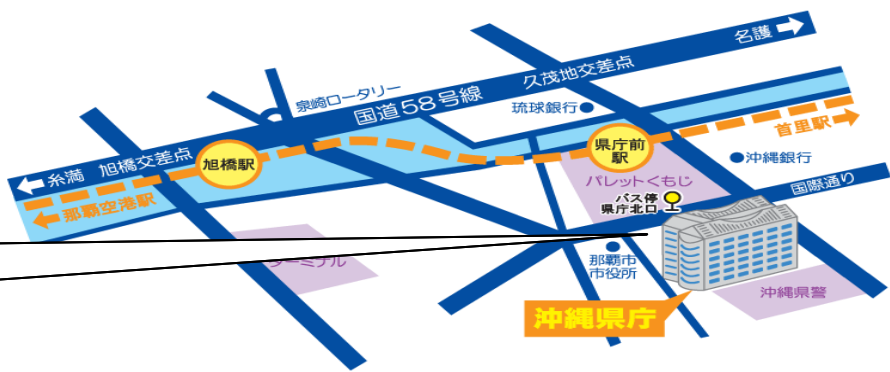 名護
久茂地交差点
泉崎ロータリー
国道58号線
琉球銀行
首里駅
県庁前
駅
沖縄銀行
旭橋駅
旭橋交差点
糸満
パレットくもじ
国際通り
バス停
県庁北口
那覇空港駅
那覇市
市役所
ターミナル
沖縄県警
沖縄県庁